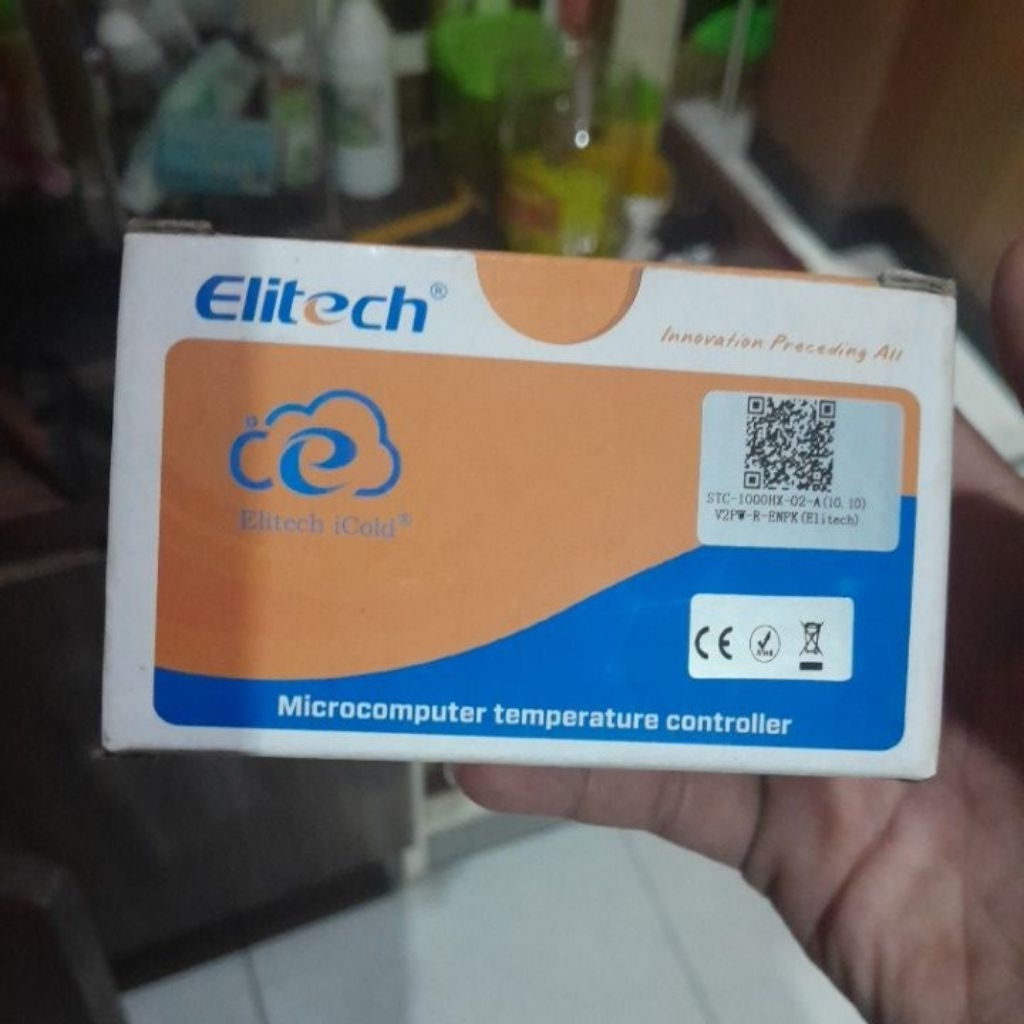 Elitech®
Innovation Preceding All
Elitech iCold®
STC-1000HX-02-A(10.10)
V2PW-R-ENPK(Elitech)
CE
Microcomputer temperature controller